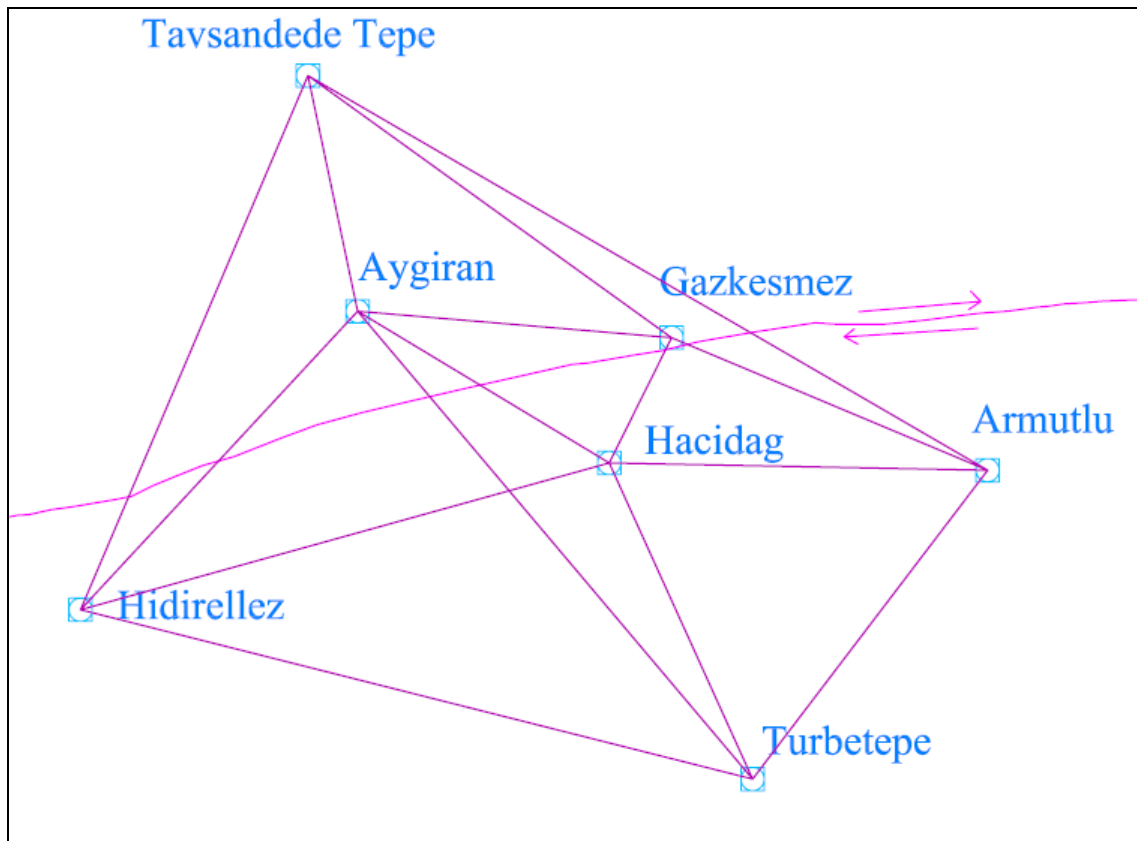 Tavsandede Tepe
Aygiran
Gazkesmez
Armutlu
Hacidag
Hidirellez
Turbetepe